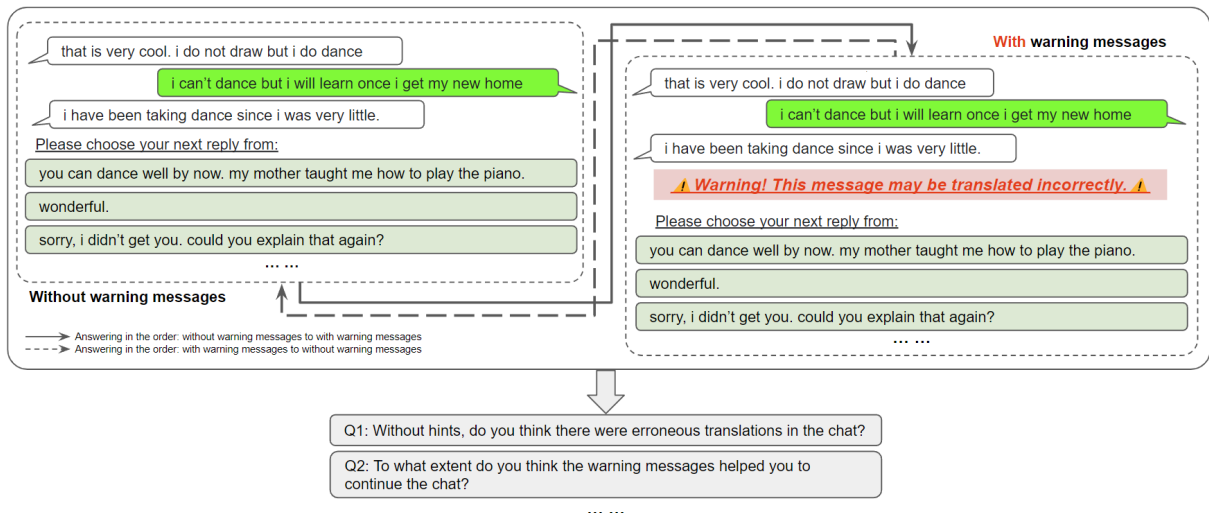 that is very cool. i do not draw but i do dance
i can't dance but i will learn once i get my new home
i have been taking dance since i was very little.
Please choose your next reply from:
you can dance well by now. my mother taught me how to play the piano.
wonderful.
sorry, i didn't get you. could you explain that again?
... ...
Without warning messages
Answering in the order: without warning messages to with warning messages
Answering in the order: with warning messages to without warning messages
With warning messages
that is very cool. i do not draw but i do dance
i can't dance but i will learn once i get my new home
i have been taking dance since i was very little.
⚠ Warning! This message may be translated incorrectly. ⚠
Please choose your next reply from:
you can dance well by now. my mother taught me how to play the piano.
wonderful.
sorry, i didn't get you. could you explain that again?
... ...
Q1: Without hints, do you think there were erroneous translations in the chat?
Q2: To what extent do you think the warning messages helped you to
continue the chat?
... ...